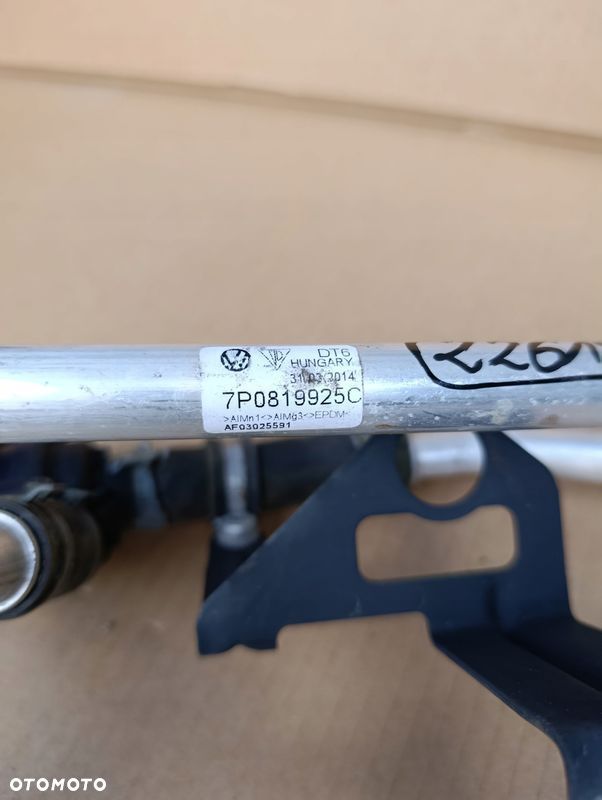 DT6
HUNGARY
31.03.2014
7P0819925C
>AlMn1<>AlMg3<>EPDM<
AF03025591
OTOMOTO